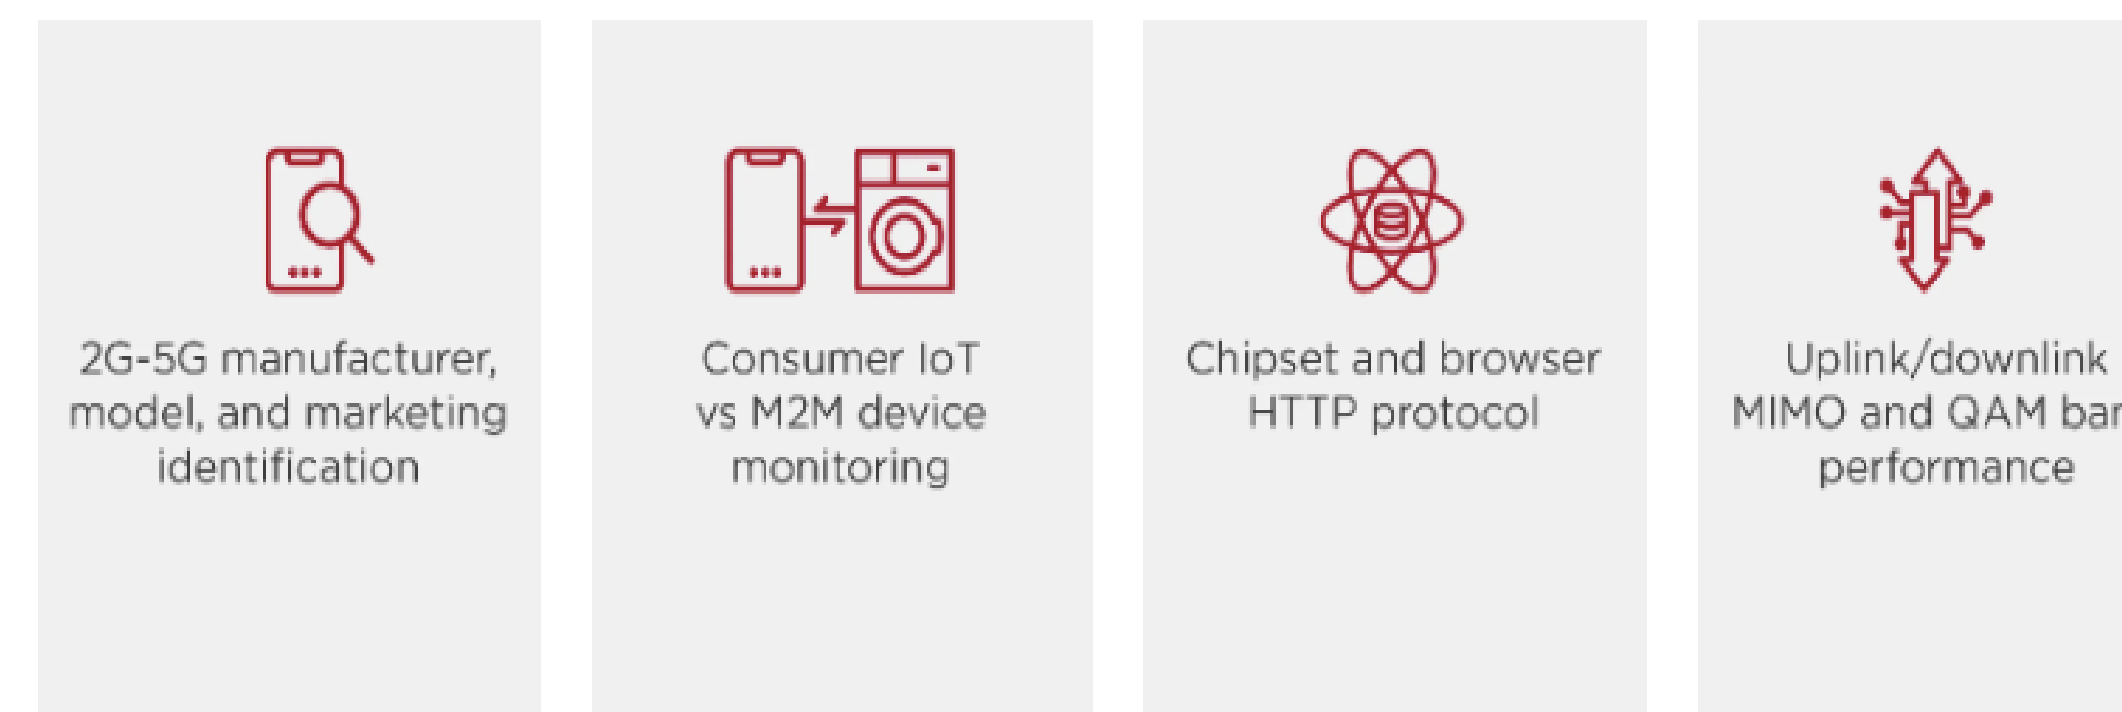 2G-5G manufacturer,
model, and marketing
identification
Consumer IoT
vs M2M device
monitoring
Chipset and browser
HTTP protocol
Uplink/downlink
MIMO and QAM
performance